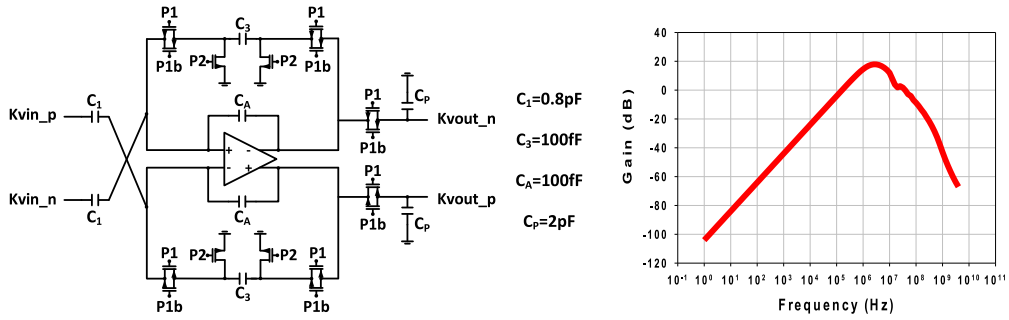 P1 C3 P1
P1b P2 P2 P1b
CA
C1
Kvin_p
P1 CP
Kvout_n
P1b
+ -
- +
Kvin_n
C1
CA
P1
Kvout_p
P1b CP
P1 P2 P2 P1
P1b C3 P1b
C1=0.8pF
C3=100fF
CA=100fF
CP=2pF
Gain (dB)
40
20
0
-20
-40
-60
-80
-100
-120
10-1 100 101 102 103 104 105 106 107 108 109 1010 1011
Frequency (Hz)